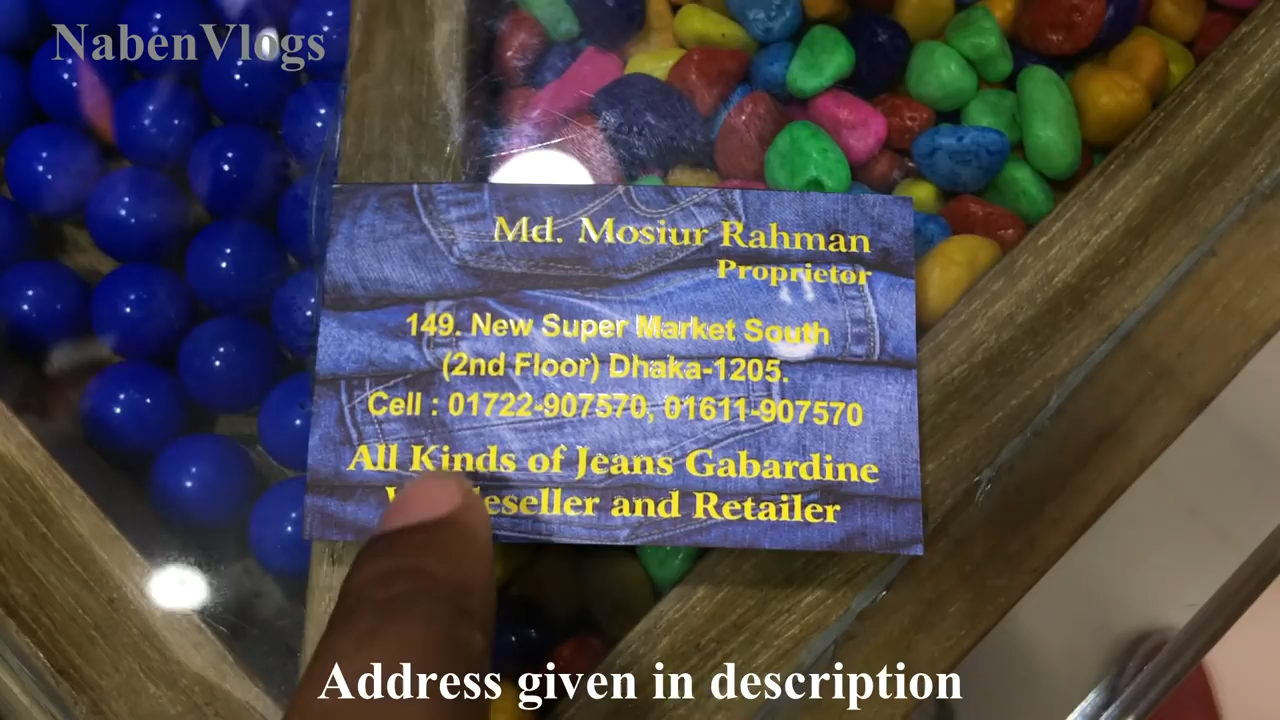 NabenVlogs
Md. Mosiur Rahman
Proprietor
149. New Super Market South
(2nd Floor) Dhaka-1205.
Cell : 01722-907570, 01611-907570
All Kinds of Jeans Gabardine
and Retailer
Address given in description